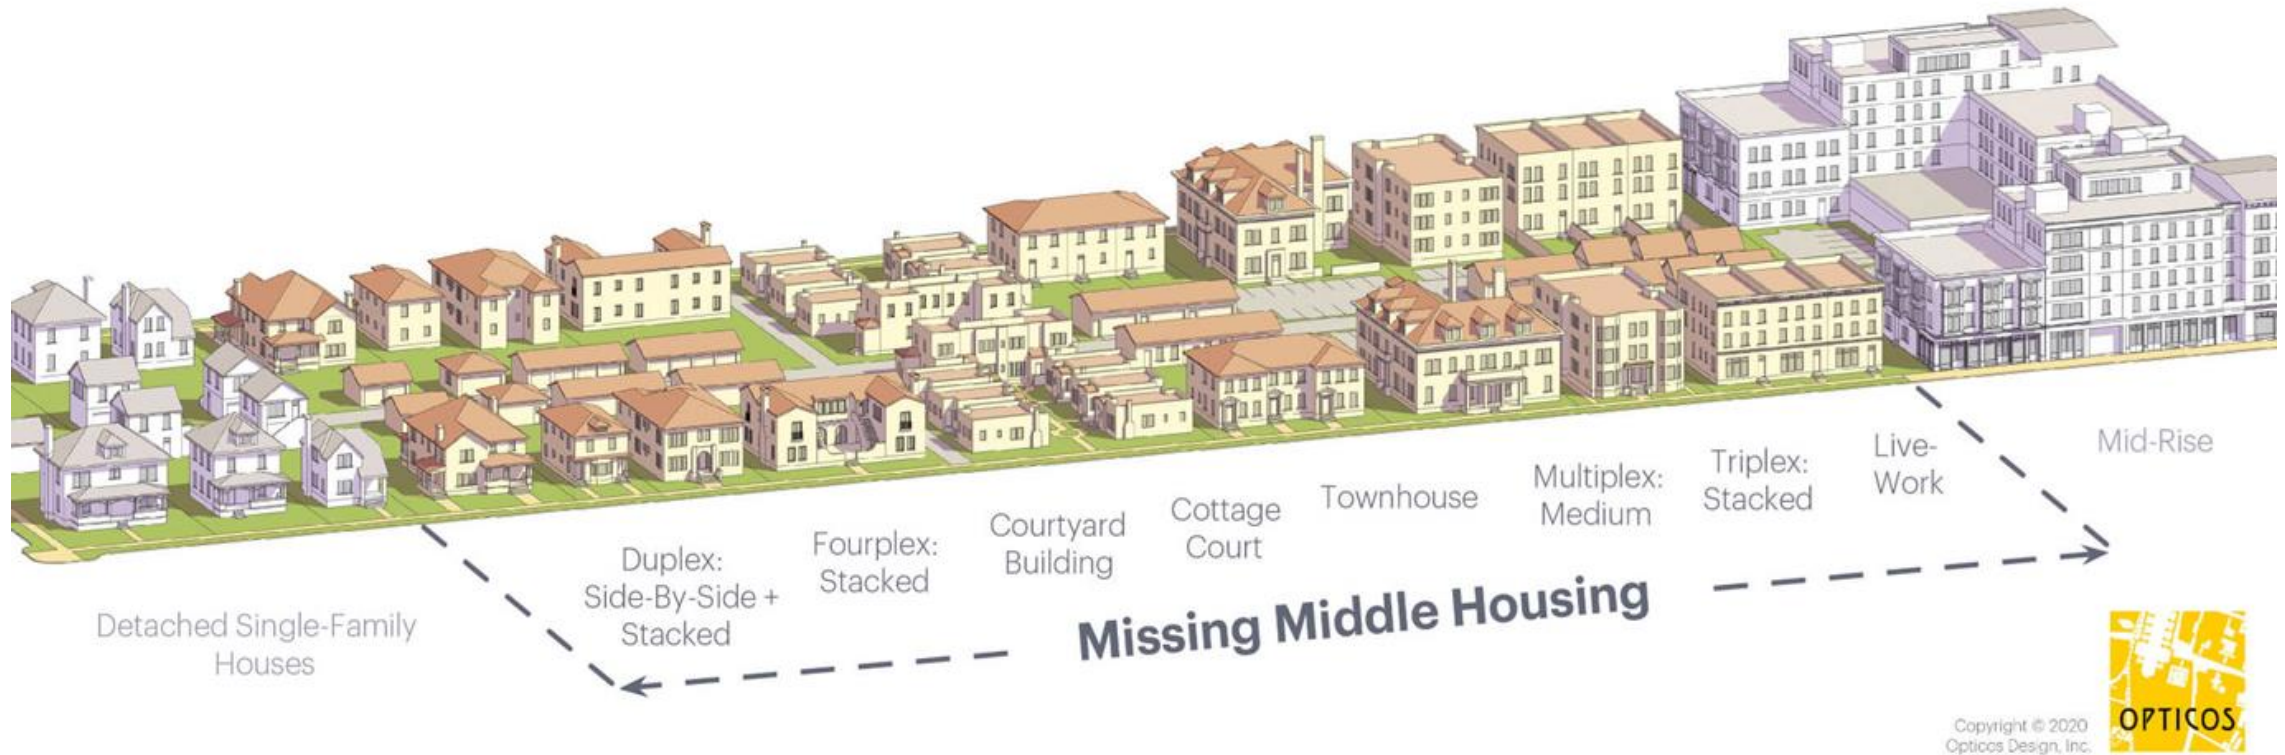 Detached Single-Family
Houses
Duplex:
Side-By-Side +
Stacked
Fourplex:
Stacked
Courtyard
Building
Cottage
Court
Townhouse
Multiplex:
Medium
Triplex:
Stacked
Live-
Work
Mid-Rise
Missing Middle Housing
Copyright © 2020
Opticos Design, Inc.
OPTICOS